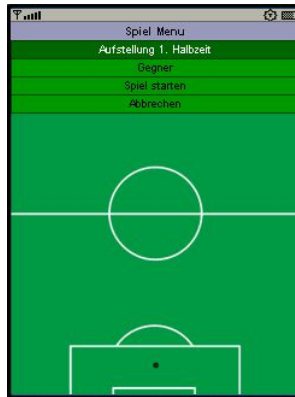 Spiel Menu
Aufstellung 1. Halbzeit
Gegner
Spiel starten
Abbrechen